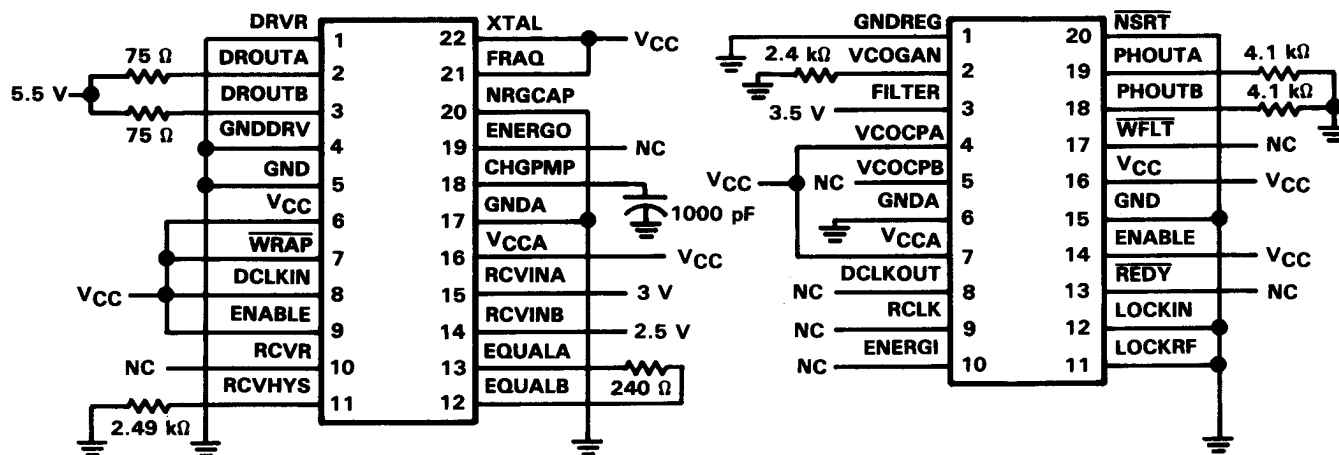 DRVR 1 22 XTAL
75 Ω DROUTA 2 21 FRAQ VCC
5.5 V DROUTB 3 20 NRGCAP
75 Ω GNDDRV 4 19 ENERGO NC
GND 5 18 CHGPMP 1000 pF
VCC 6 17 GNDA
WRAP 7 16 VCCA VCC
VCC DCLKIN 8 15 RCVINA 3 V
ENABLE 9 14 RCVINB 2.5 V
NC RCVR 10 13 EQUALA 240 Ω
2.49 kΩ RCVHYS 11 12 EQUALB
GNDREG 1 20 NSRT
2.4 kΩ VCOGAN 2 19 PHOUTA 4.1 kΩ
3.5 V FILTER 3 18 PHOUTB 4.1 kΩ
VCOCPA 4 17 WFLT NC
VCC NC VCOCPB 5 16 VCC VCC
GNDA 6 15 GND
VCCA 7 14 ENABLE VCC
NC DCLKOUT 8 13 REDY NC
NC RCLK 9 12 LOCKIN
NC ENERGI 10 11 LOCKRF